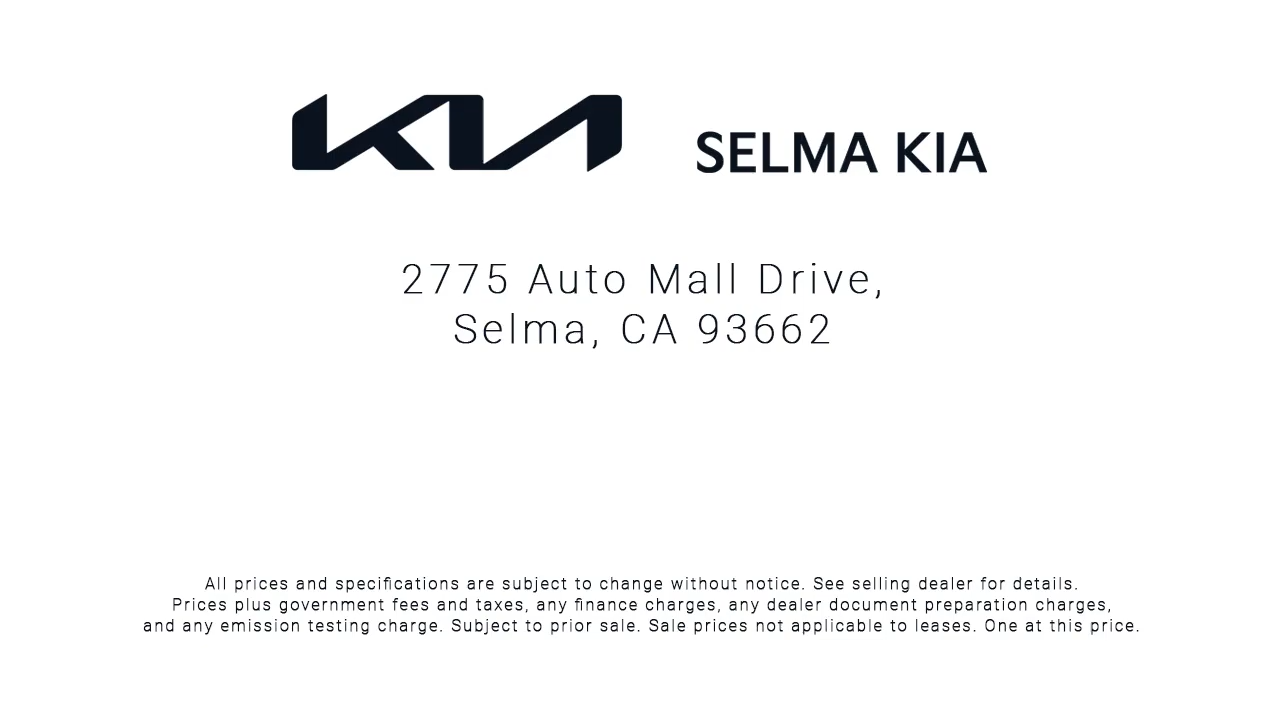 KIA SELMA KIA
2775 Auto Mall Drive,
Selma, CA 93662
All prices and specifications are subject to change without notice. See selling dealer for details.
Prices plus government fees and taxes, any finance charges, any dealer document preparation charges,
and any emission testing charge. Subject to prior sale. Sale prices not applicable to leases. One at this price.